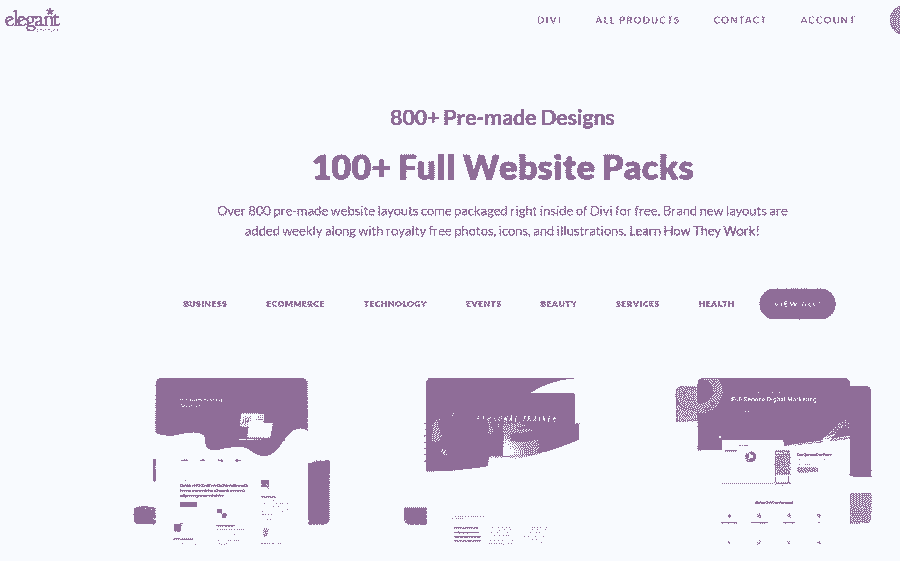 elegant
DIVI ALL PRODUCTS CONTACT ACCOUNT
800+ Pre-made Designs
100+ Full Website Packs
Over 800 pre-made website layouts come packaged right inside of Divi for free. Brand new layouts are
added weekly along with royalty free photos, icons, and illustrations. Learn How They Work!
BUSINESS ECOMMERCE TECHNOLOGY EVENTS BEAUTY SERVICES HEALTH VIEW ALL
PERSONAL TRAINER
Full-Service Digital Marketing